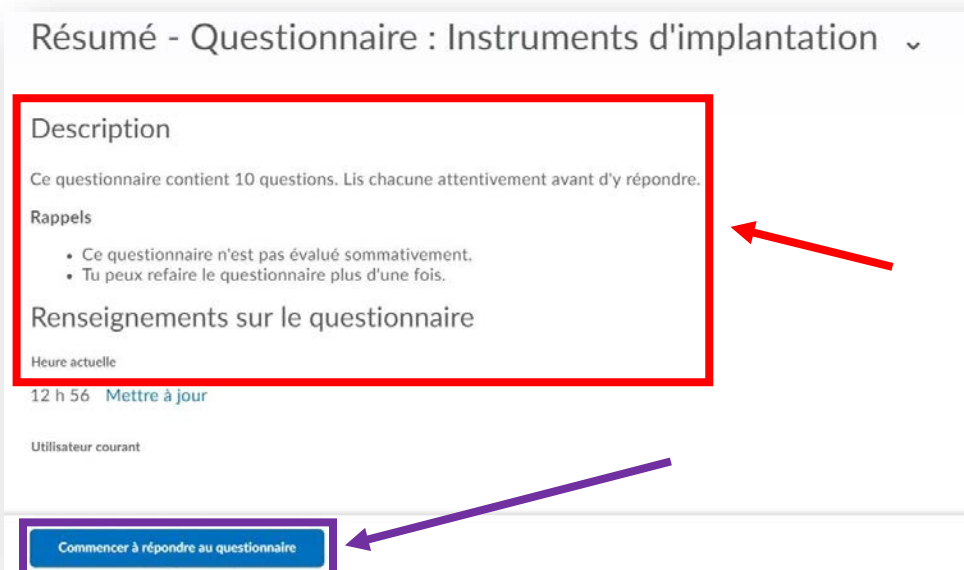 Résumé - Questionnaire : Instruments d'implantation
Description
Ce questionnaire contient 10 questions. Lis chacune attentivement avant d'y répondre.
Rappels
• Ce questionnaire n'est pas évalué sommativement.
• Tu peux refaire le questionnaire plus d'une fois.
Renseignements sur le questionnaire
Heure actuelle
12 h 56 Mettre à jour
Utilisateur courant
Commencer à répondre au questionnaire